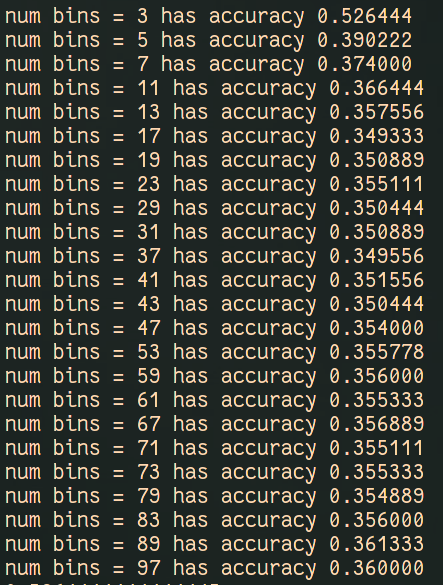 num bins = 3 has accuracy 0.526444
num bins = 5 has accuracy 0.390222
num bins = 7 has accuracy 0.374000
num bins = 11 has accuracy 0.366444
num bins = 13 has accuracy 0.357556
num bins = 17 has accuracy 0.349333
num bins = 19 has accuracy 0.350889
num bins = 23 has accuracy 0.355111
num bins = 29 has accuracy 0.350444
num bins = 31 has accuracy 0.350889
num bins = 37 has accuracy 0.349556
num bins = 41 has accuracy 0.351556
num bins = 43 has accuracy 0.350444
num bins = 47 has accuracy 0.354000
num bins = 53 has accuracy 0.355778
num bins = 59 has accuracy 0.356000
num bins = 61 has accuracy 0.355333
num bins = 67 has accuracy 0.356889
num bins = 71 has accuracy 0.355111
num bins = 73 has accuracy 0.355333
num bins = 79 has accuracy 0.354889
num bins = 83 has accuracy 0.356000
num bins = 89 has accuracy 0.361333
num bins = 97 has accuracy 0.360000